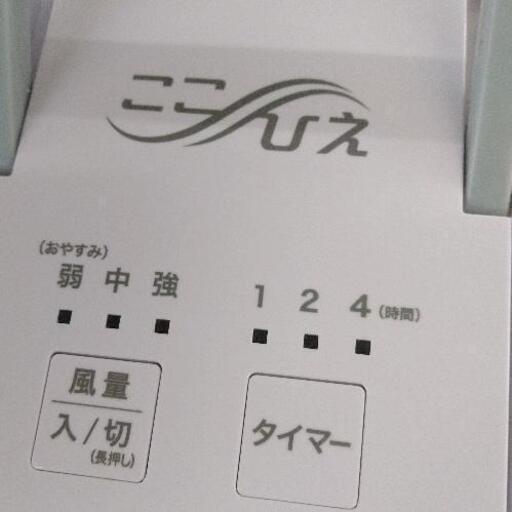 ここひえ
(おやすみ)
弱 中 強
1 2 4 (時間)
風量
入/切
(長押し)
タイマー